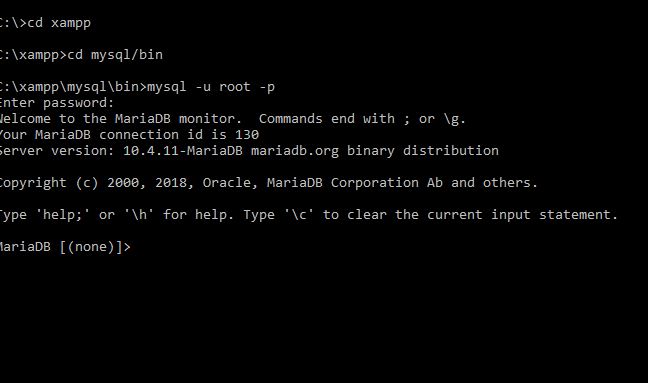 C:\>cd xampp
C:\xampp>cd mysql/bin
C:\xampp\mysql\bin>mysql -u root -p
Enter password:
Welcome to the MariaDB monitor.  Commands end with ; or \g.
Your MariaDB connection id is 130
Server version: 10.4.11-MariaDB mariadb.org binary distribution
Copyright (c) 2000, 2018, Oracle, MariaDB Corporation Ab and others.
Type 'help;' or '\h' for help. Type '\c' to clear the current input statement.
MariaDB [(none)]>